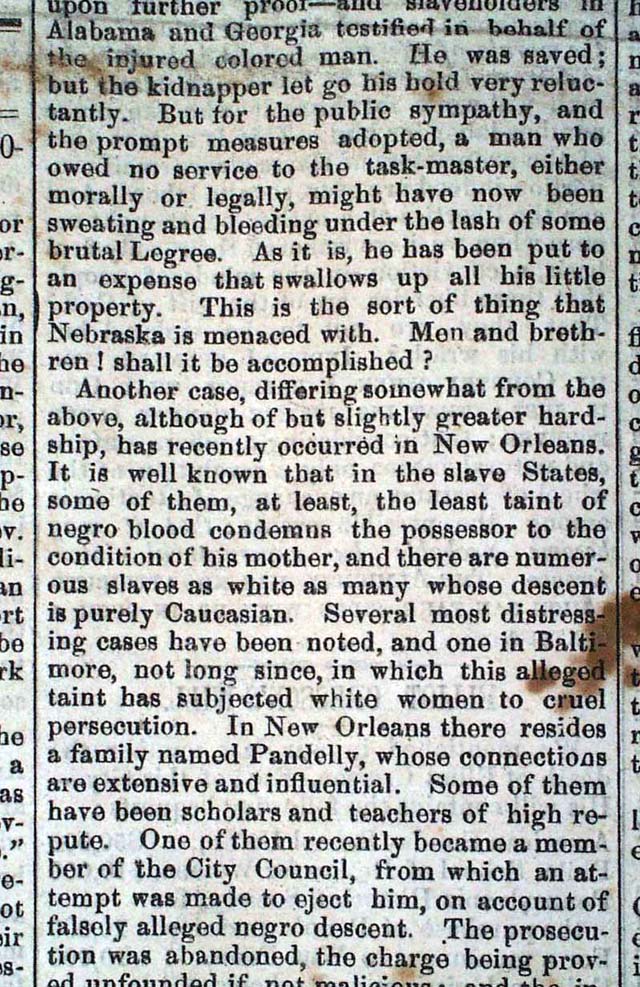 upon further proof—and slaveholders in
Alabama and Georgia testified in behalf of
the injured colored man. He was saved;
but the kidnapper let go his hold very reluc-
tantly. But for the public sympathy, and
the prompt measures adopted, a man who
owed no service to the task-master, either
morally or legally, might have now been
sweating and bleeding under the lash of some
brutal Legree. As it is, he has been put to
an expense that swallows up all his little
property. This is the sort of thing that
Nebraska is menaced with. Men and breth-
ren! shall it be accomplished?
Another case, differing somewhat from the
above, although of but slightly greater hard-
ship, has recently occurred in New Orleans.
It is well known that in the slave States,
some of them, at least, the least taint of
negro blood condemns the possessor to the
condition of his mother, and there are numer-
ous slaves as white as many whose descent
is purely Caucasian. Several most distress-
ing cases have been noted, and one in Balti-
more, not long since, in which this alleged
taint has subjected white women to cruel
persecution. In New Orleans there resides
a family named Pandelly, whose connections
are extensive and influential. Some of them
have been scholars and teachers of high re-
pute. One of them recently became a mem-
ber of the City Council, from which an at-
tempt was made to eject him, on account of
falsely alleged negro descent. The prosecu-
tion was abandoned, the charge being prov-
ed unfounded if not malicious; and the in-